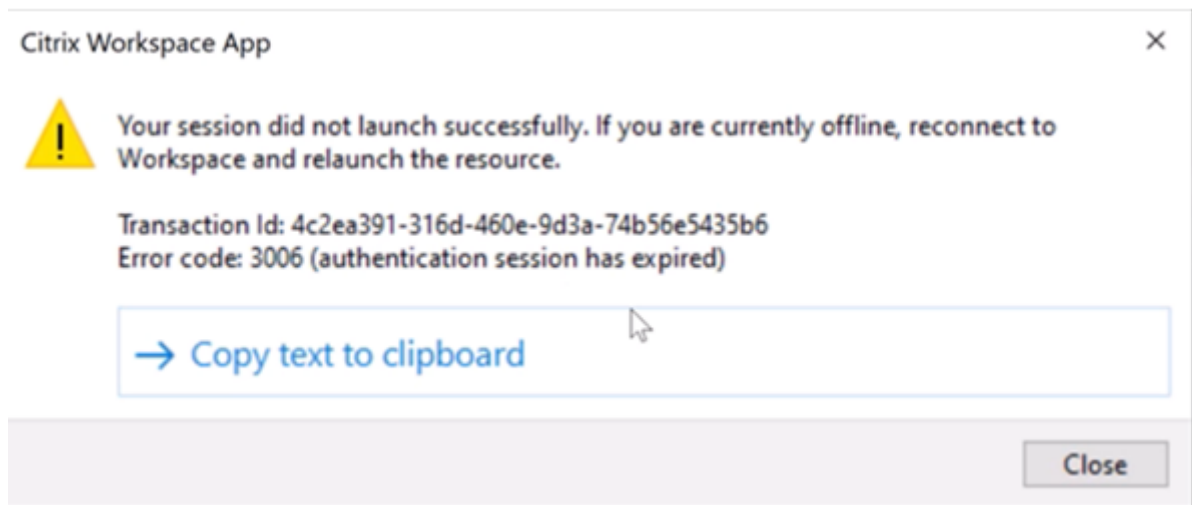 Citrix Workspace App
Your session did not launch successfully. If you are currently offline, reconnect to
Workspace and relaunch the resource.
Transaction Id: 4c2ea391-316d-460e-9d3a-74b56e5435b6
Error code: 3006 (authentication session has expired)
→ Copy text to clipboard
Close